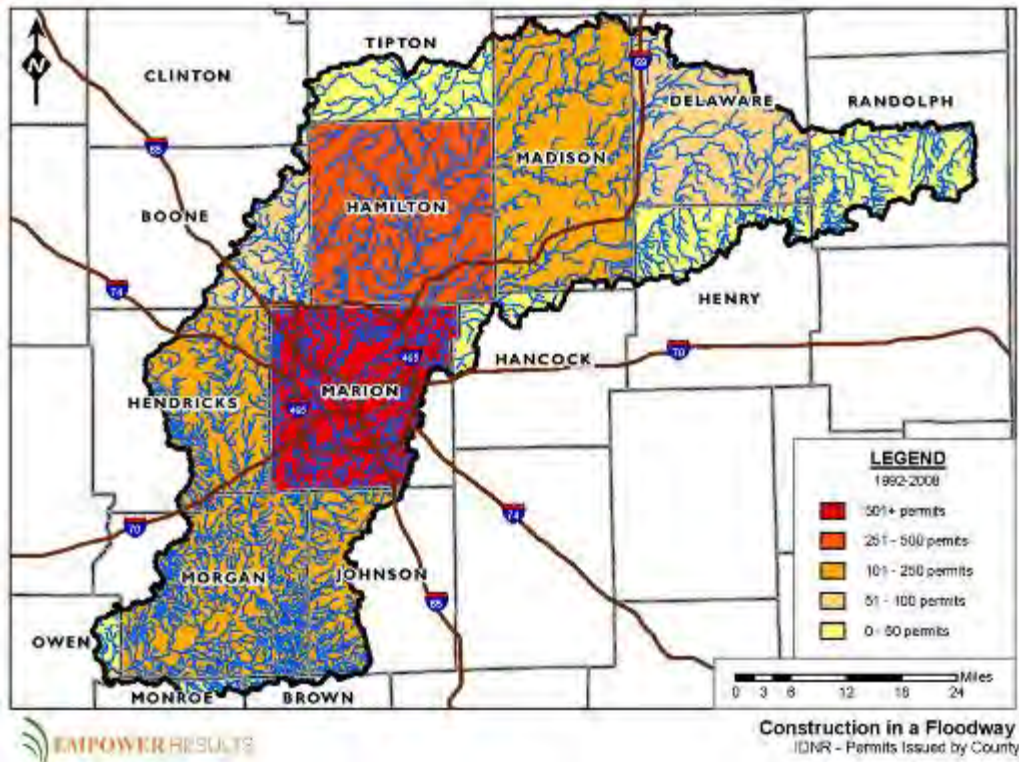 N
TIPTON
CLINTON
69
DELAWARE
RANDOLPH
MADISON
65
HAMILTON
BOONE
74
HENRY
HANCOCK
70
465
MARION
HENDRICKS
465
LEGEND
1992-2008
501+ permits
251 - 500 permits
101 - 250 permits
51 - 100 permits
0 - 50 permits
70
74
MORGAN
JOHNSON
65
OWEN
MONROE
BROWN
Miles
0 3 6 12 18 24
EMPOWER RESULTS
Construction in a Floodway
IDNR - Permits Issued by County